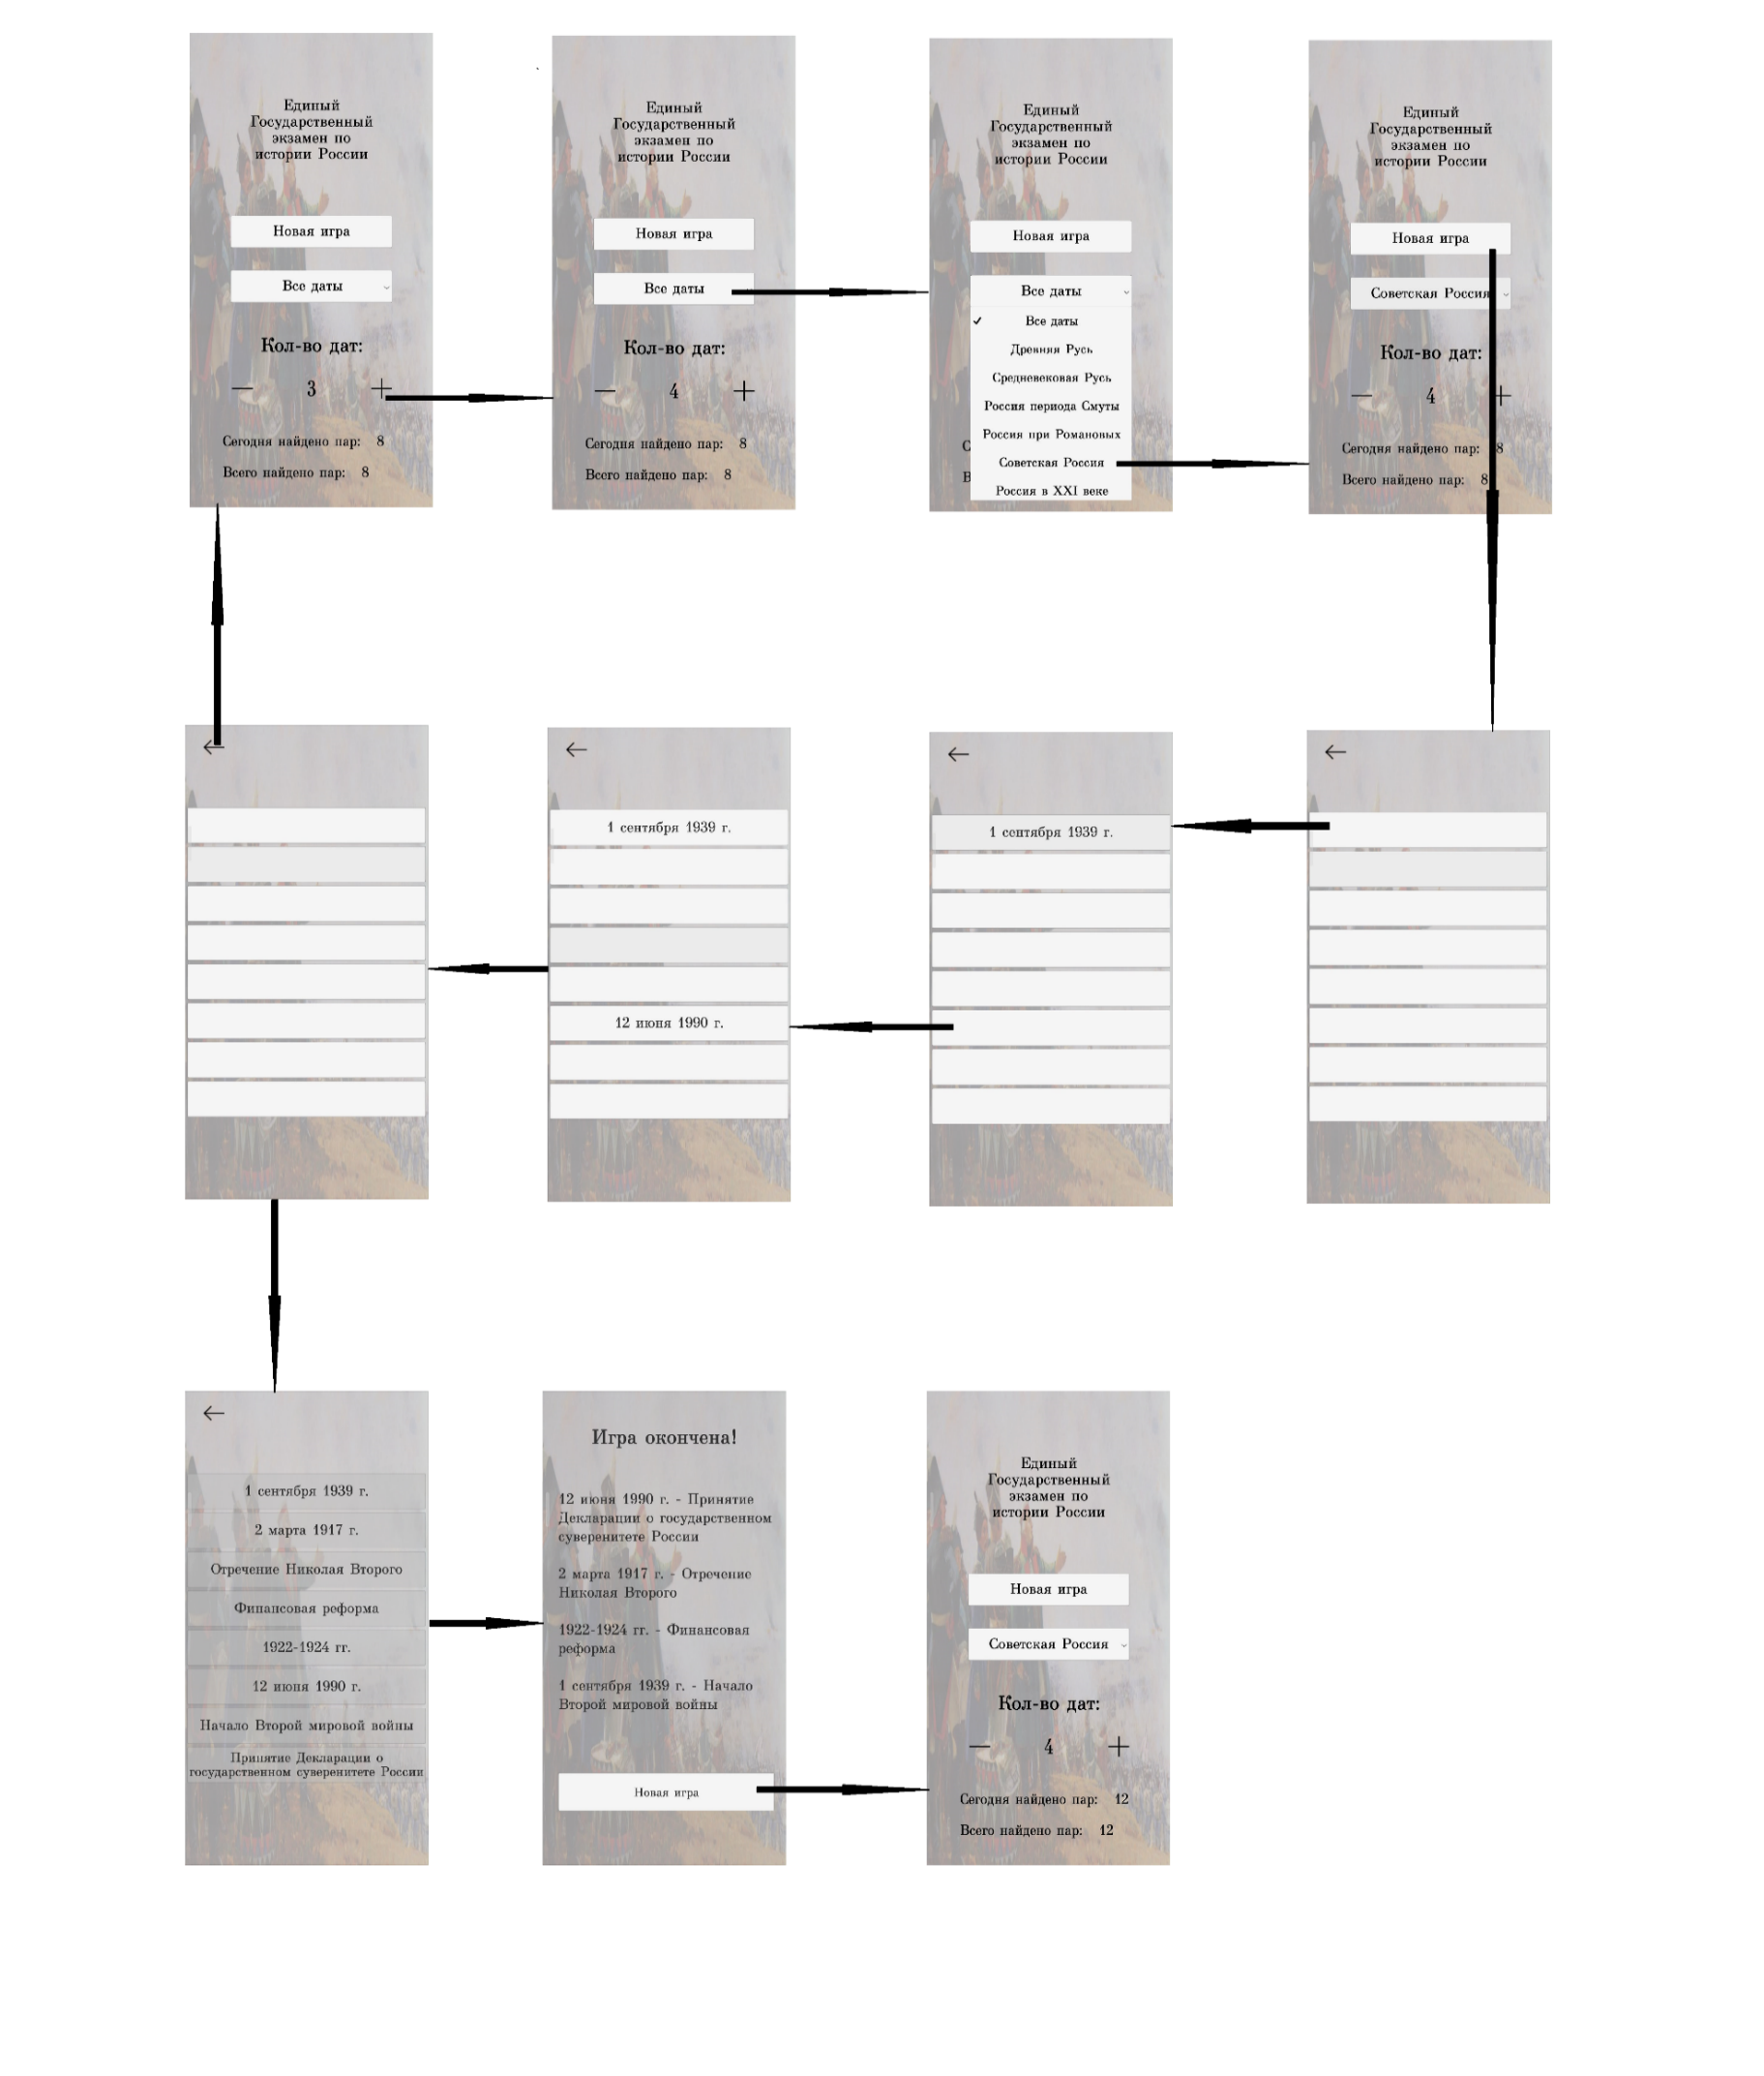 Единый
Государственный
экзамен по
истории России
Новая игра
Все даты
Кол-во дат:
— 3 +
Сегодня найдено пар: 8
Всего найдено пар: 8
Единый
Государственный
экзамен по
истории России
Новая игра
Все даты
Кол-во дат:
— 4 +
Сегодня найдено пар: 8
Всего найдено пар: 8
Единый
Государственный
экзамен по
истории России
Новая игра
Все даты
Все даты
Древняя Русь
Средневековая Русь
Россия периода Смуты
Россия при Романовых
С
Советская Россия
В
Россия в XXI веке
Единый
Государственный
экзамен по
истории России
Новая игра
Советская Россия
Кол-во дат:
— 4 +
Сегодня найдено пар: 8
Всего найдено пар: 8
1 сентября 1939 г.
12 июня 1990 г.
1 сентября 1939 г.
1 сентября 1939 г.
2 марта 1917 г.
Отречение Николая Второго
Финансовая реформа
1922-1924 гг.
12 июня 1990 г.
Начало Второй мировой войны
Принятие Декларации о
государственном суверенитете России
Игра окончена!
12 июня 1990 г. - Принятие
Декларации о государственном
суверенитете России
2 марта 1917 г. - Отречение
Николая Второго
1922-1924 гг. - Финансовая
реформа
1 сентября 1939 г. - Начало
Второй мировой войны
Новая игра
Единый
Государственный
экзамен по
истории России
Новая игра
Советская Россия
Кол-во дат:
— 4 +
Сегодня найдено пар: 12
Всего найдено пар: 12